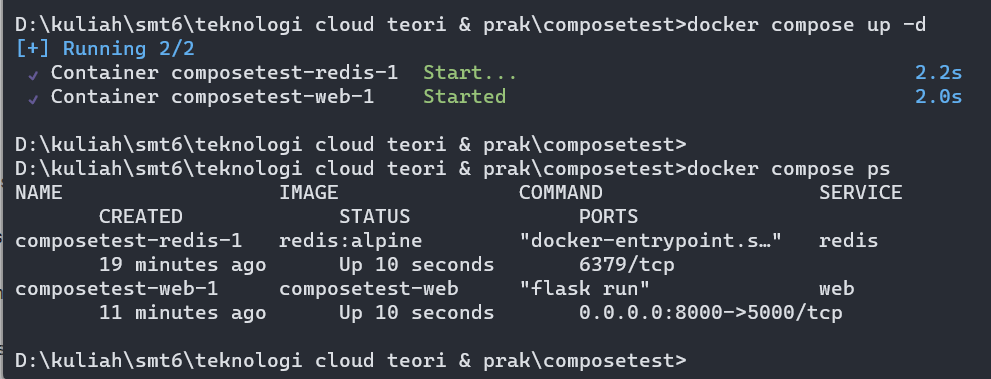 D:\kuliah\smt6\teknologi cloud teori & prak\composetest>docker compose up -d
[+] Running 2/2
✓ Container composetest-redis-1 Start... 2.2s
✓ Container composetest-web-1 Started 2.0s
D:\kuliah\smt6\teknologi cloud teori & prak\composetest>
D:\kuliah\smt6\teknologi cloud teori & prak\composetest>docker compose ps
NAME IMAGE COMMAND SERVICE
CREATED STATUS PORTS
composetest-redis-1 redis:alpine "docker-entrypoint.s…" redis
19 minutes ago Up 10 seconds 6379/tcp
composetest-web-1 composetest-web "flask run" web
11 minutes ago Up 10 seconds 0.0.0.0:8000->5000/tcp
D:\kuliah\smt6\teknologi cloud teori & prak\composetest>